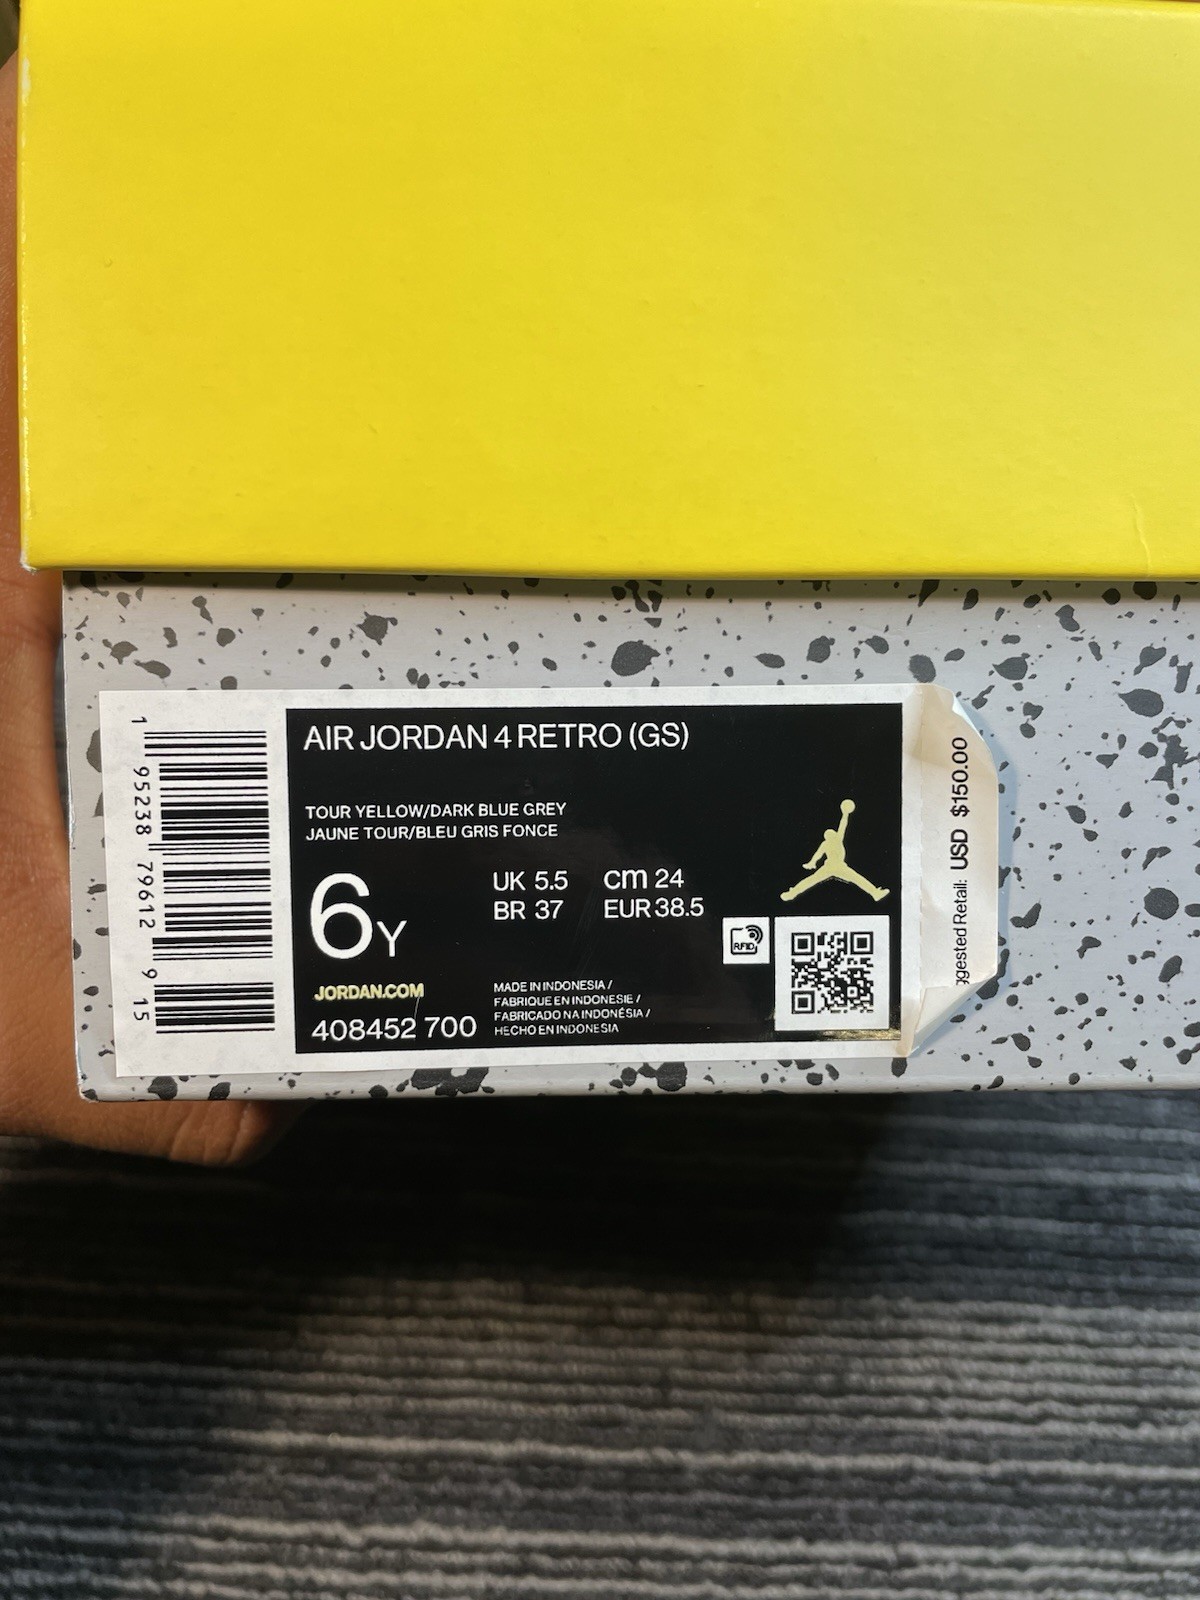 AIR JORDAN 4 RETRO (GS)
TOUR YELLOW/DARK BLUE GREY
JAUNE TOUR/BLEU GRIS FONCE
6Y
UK 5.5 cm 24
BR 37 EUR 38.5
RFID
JORDAN.COM
408452 700
MADE IN INDONESIA /
FABRIQUE EN INDONESIE /
FABRICADO NA INDONÉSIA /
HECHO EN INDONESIA
1 95238 79612 9 15
Retail: USD $150.00